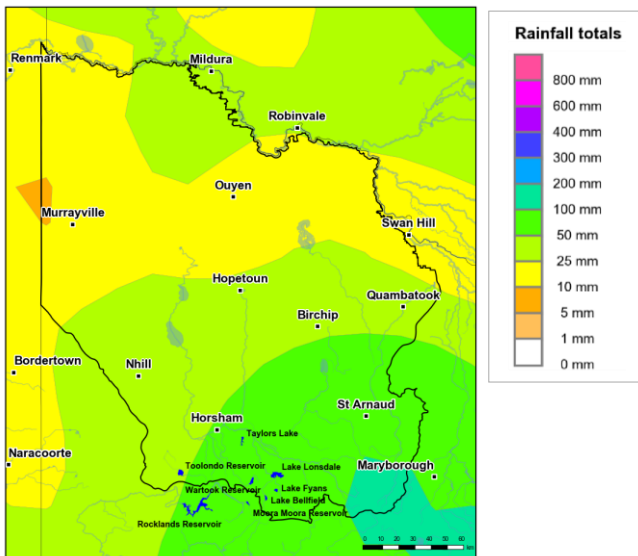 Renmark
Mildura
Robinvale
Ouyen
Murrayville
Swan Hill
Hopetoun
Quambatook
Birchip
Bordertown
Nhill
St Arnaud
Horsham
Taylors Lake
Naracoorte
Toolondo Reservoir
Lake Lonsdale
Maryborough
Wartook Reservoir
Lake Fyans
Lake Bellfield
Moora Moora Reservoir
Rocklands Reservoir
0 10 20 30 40 50 60
km
Rainfall totals
800 mm
600 mm
400 mm
300 mm
200 mm
100 mm
50 mm
25 mm
10 mm
5 mm
1 mm
0 mm